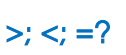 >; <; =?